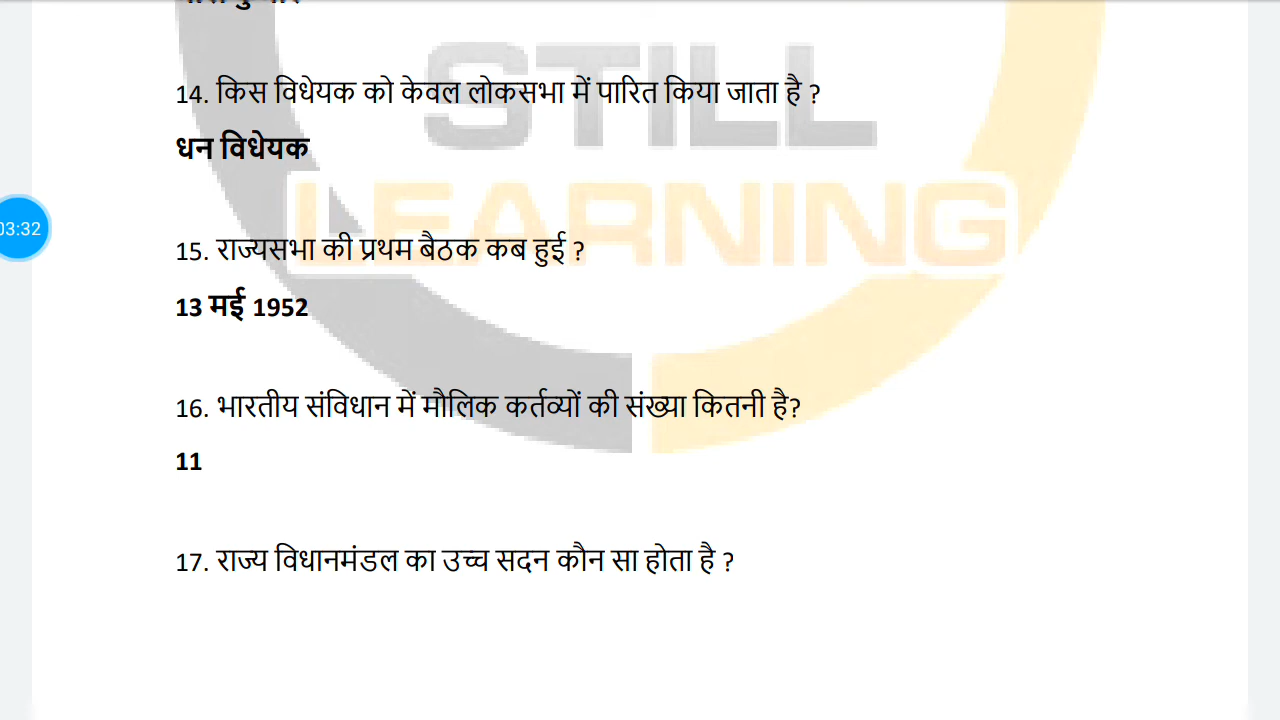 14. किस विधेयक को केवल लोकसभा में पारित किया जाता है ?
धन विधेयक
15. राज्यसभा की प्रथम बैठक कब हुई ?
13 मई 1952
16. भारतीय संविधान में मौलिक कर्तव्यों की संख्या कितनी है?
11
17. राज्य विधानमंडल का उच्च सदन कौन सा होता है ?
STILL
LEARNING
03:32